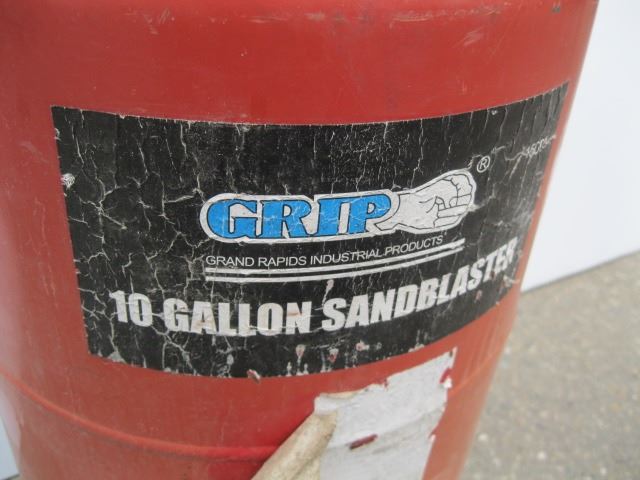 GRIP®
GRAND RAPIDS INDUSTRIAL PRODUCTS
10 GALLON SANDBLASTER